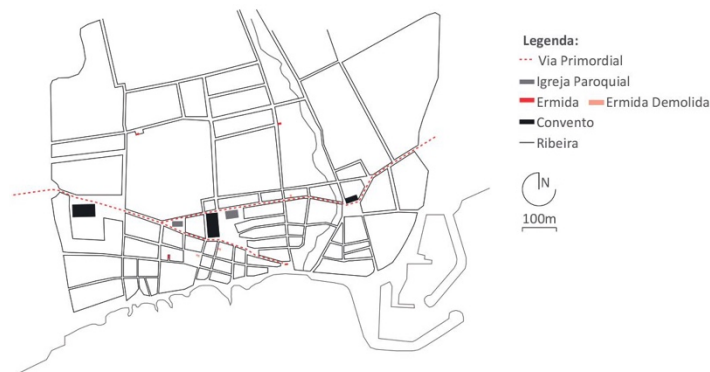 Legenda:
Via Primordial
Igreja Paroquial
Ermida Ermida Demolida
Convento
Ribeira
N
100m